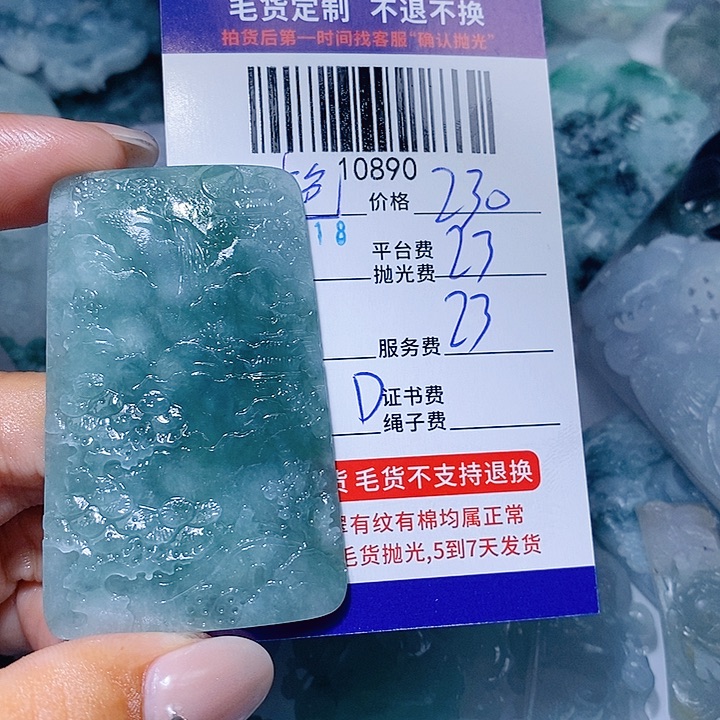 毛货定制 不退不换
拍货后第一时间找客服"确认抛光"
10890
价格 230
18
平台费
抛光费 23
服务费 23
D 证书费
绳子费
货 毛货不支持退换
有纹有棉均属正常
毛货抛光,5到7天发货